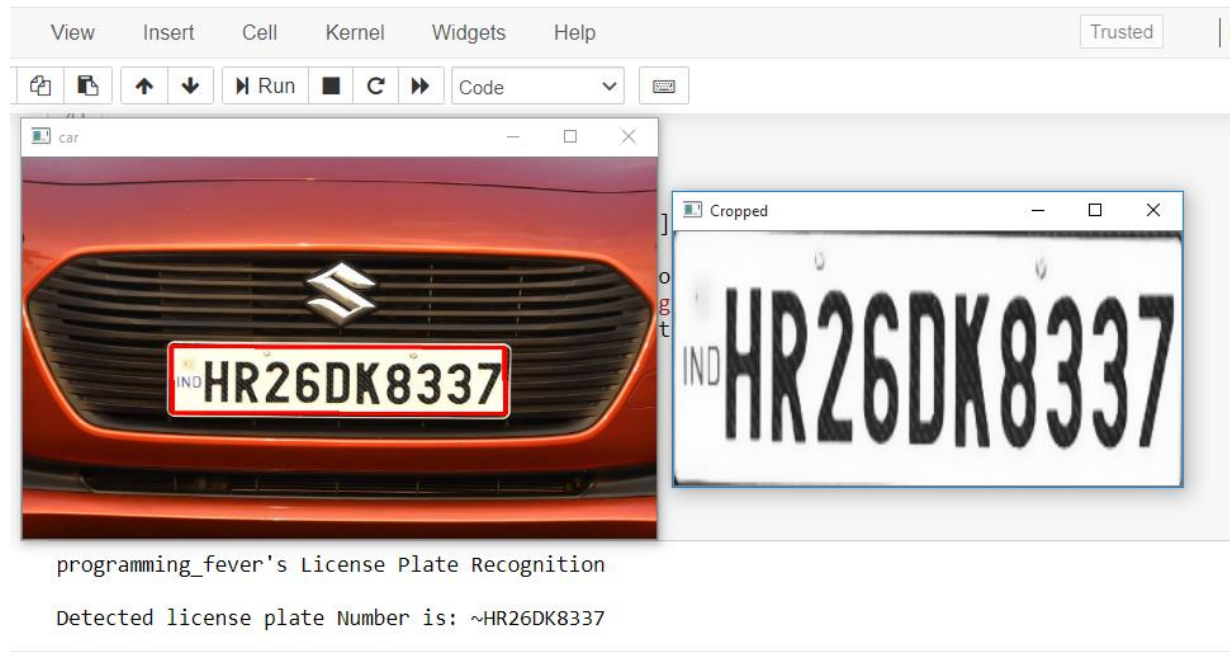 View Insert Cell Kernel Widgets Help Trusted
Run Code
car
Cropped
]
o
g
t
IND HR26DK8337
IND HR26DK8337
programming_fever's License Plate Recognition
Detected license plate Number is: ~HR26DK8337